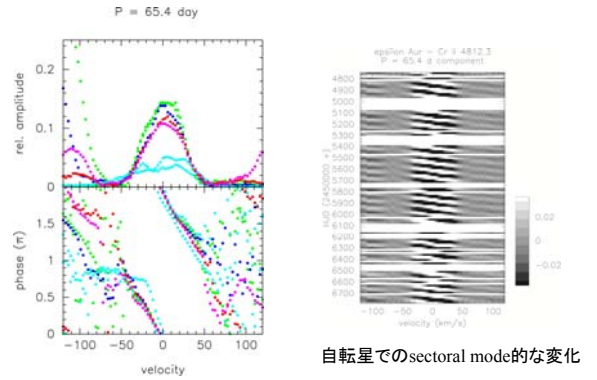 P = 65.4 day
rel. amplitude
0.2
0.1
0
phase (π)
1.5
1
0.5
0
−100 −50 0 50 100
velocity
epsilon Aur − Cr II 4812.3
P = 65.4 d component
HJD (2450000 +)
4800
4900
5000
5100
5200
5300
5400
5500
5600
5700
5800
5900
6000
6100
6200
6300
6400
6500
6600
6700
−100 −50 0 50 100
velocity (km/s)
0.02
0
−0.02
自転星でのsectoral mode的な変化